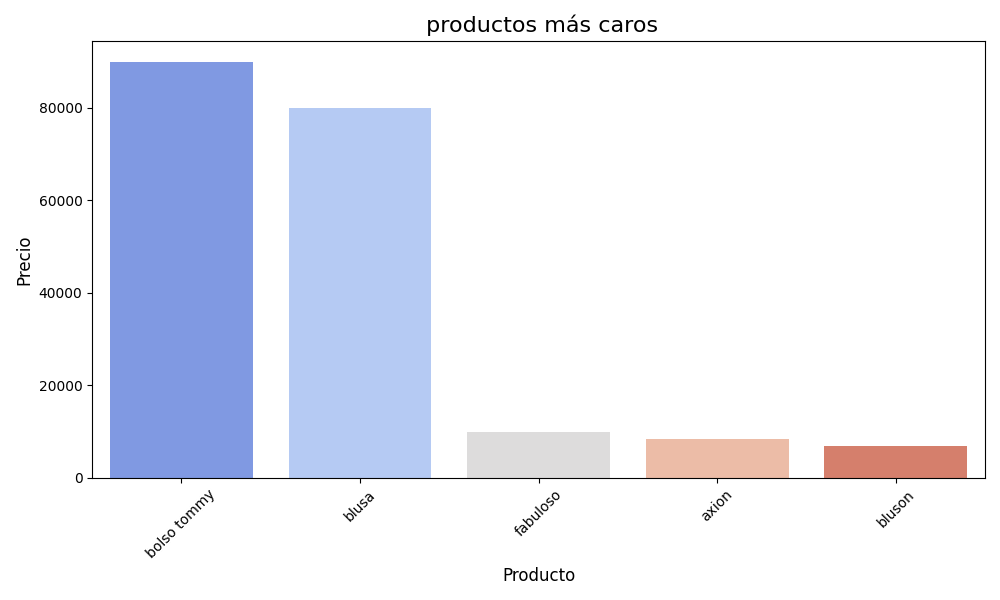 productos más caros
Precio
80000
60000
40000
20000
0
bolso tommy
blusa
fabuloso
axion
bluson
Producto